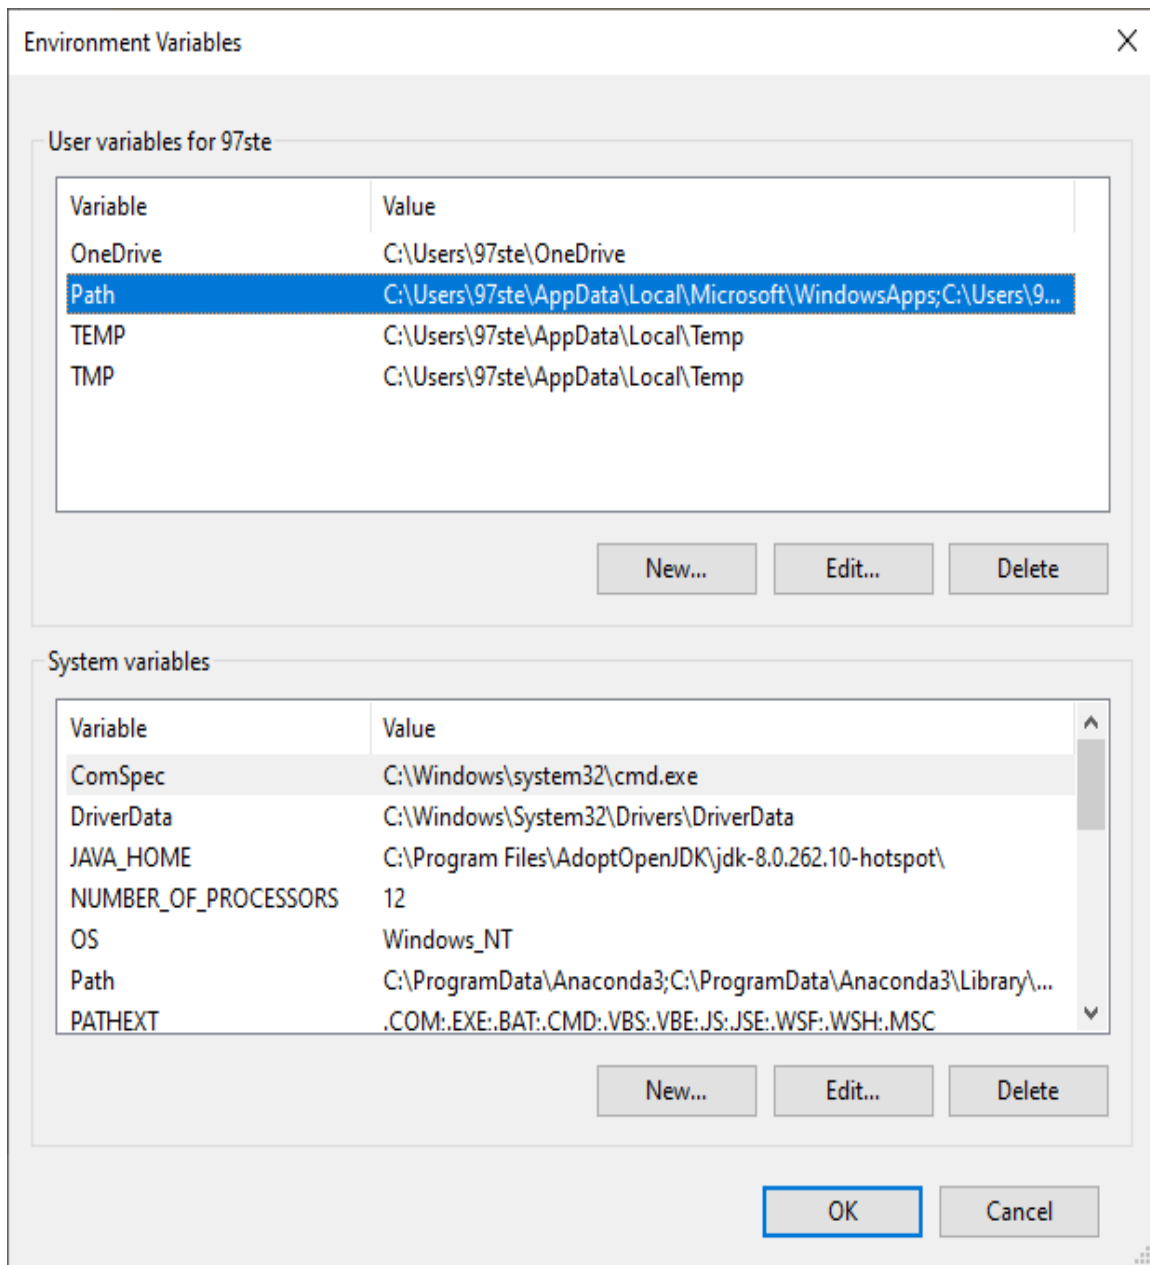 Environment Variables
User variables for 97ste
Variable Value
OneDrive C:\Users\97ste\OneDrive
Path C:\Users\97ste\AppData\Local\Microsoft\WindowsApps;C:\Users\9...
TEMP C:\Users\97ste\AppData\Local\Temp
TMP C:\Users\97ste\AppData\Local\Temp
New... Edit... Delete
System variables
Variable Value
ComSpec C:\Windows\system32\cmd.exe
DriverData C:\Windows\System32\Drivers\DriverData
JAVA_HOME C:\Program Files\AdoptOpenJDK\jdk-8.0.262.10-hotspot\
NUMBER_OF_PROCESSORS 12
OS Windows_NT
Path C:\ProgramData\Anaconda3;C:\ProgramData\Anaconda3\Library\...
PATHEXT .COM;.EXE;.BAT;.CMD;.VBS;.VBE;.JS;.JSE;.WSF;.WSH;.MSC
New... Edit... Delete
OK Cancel